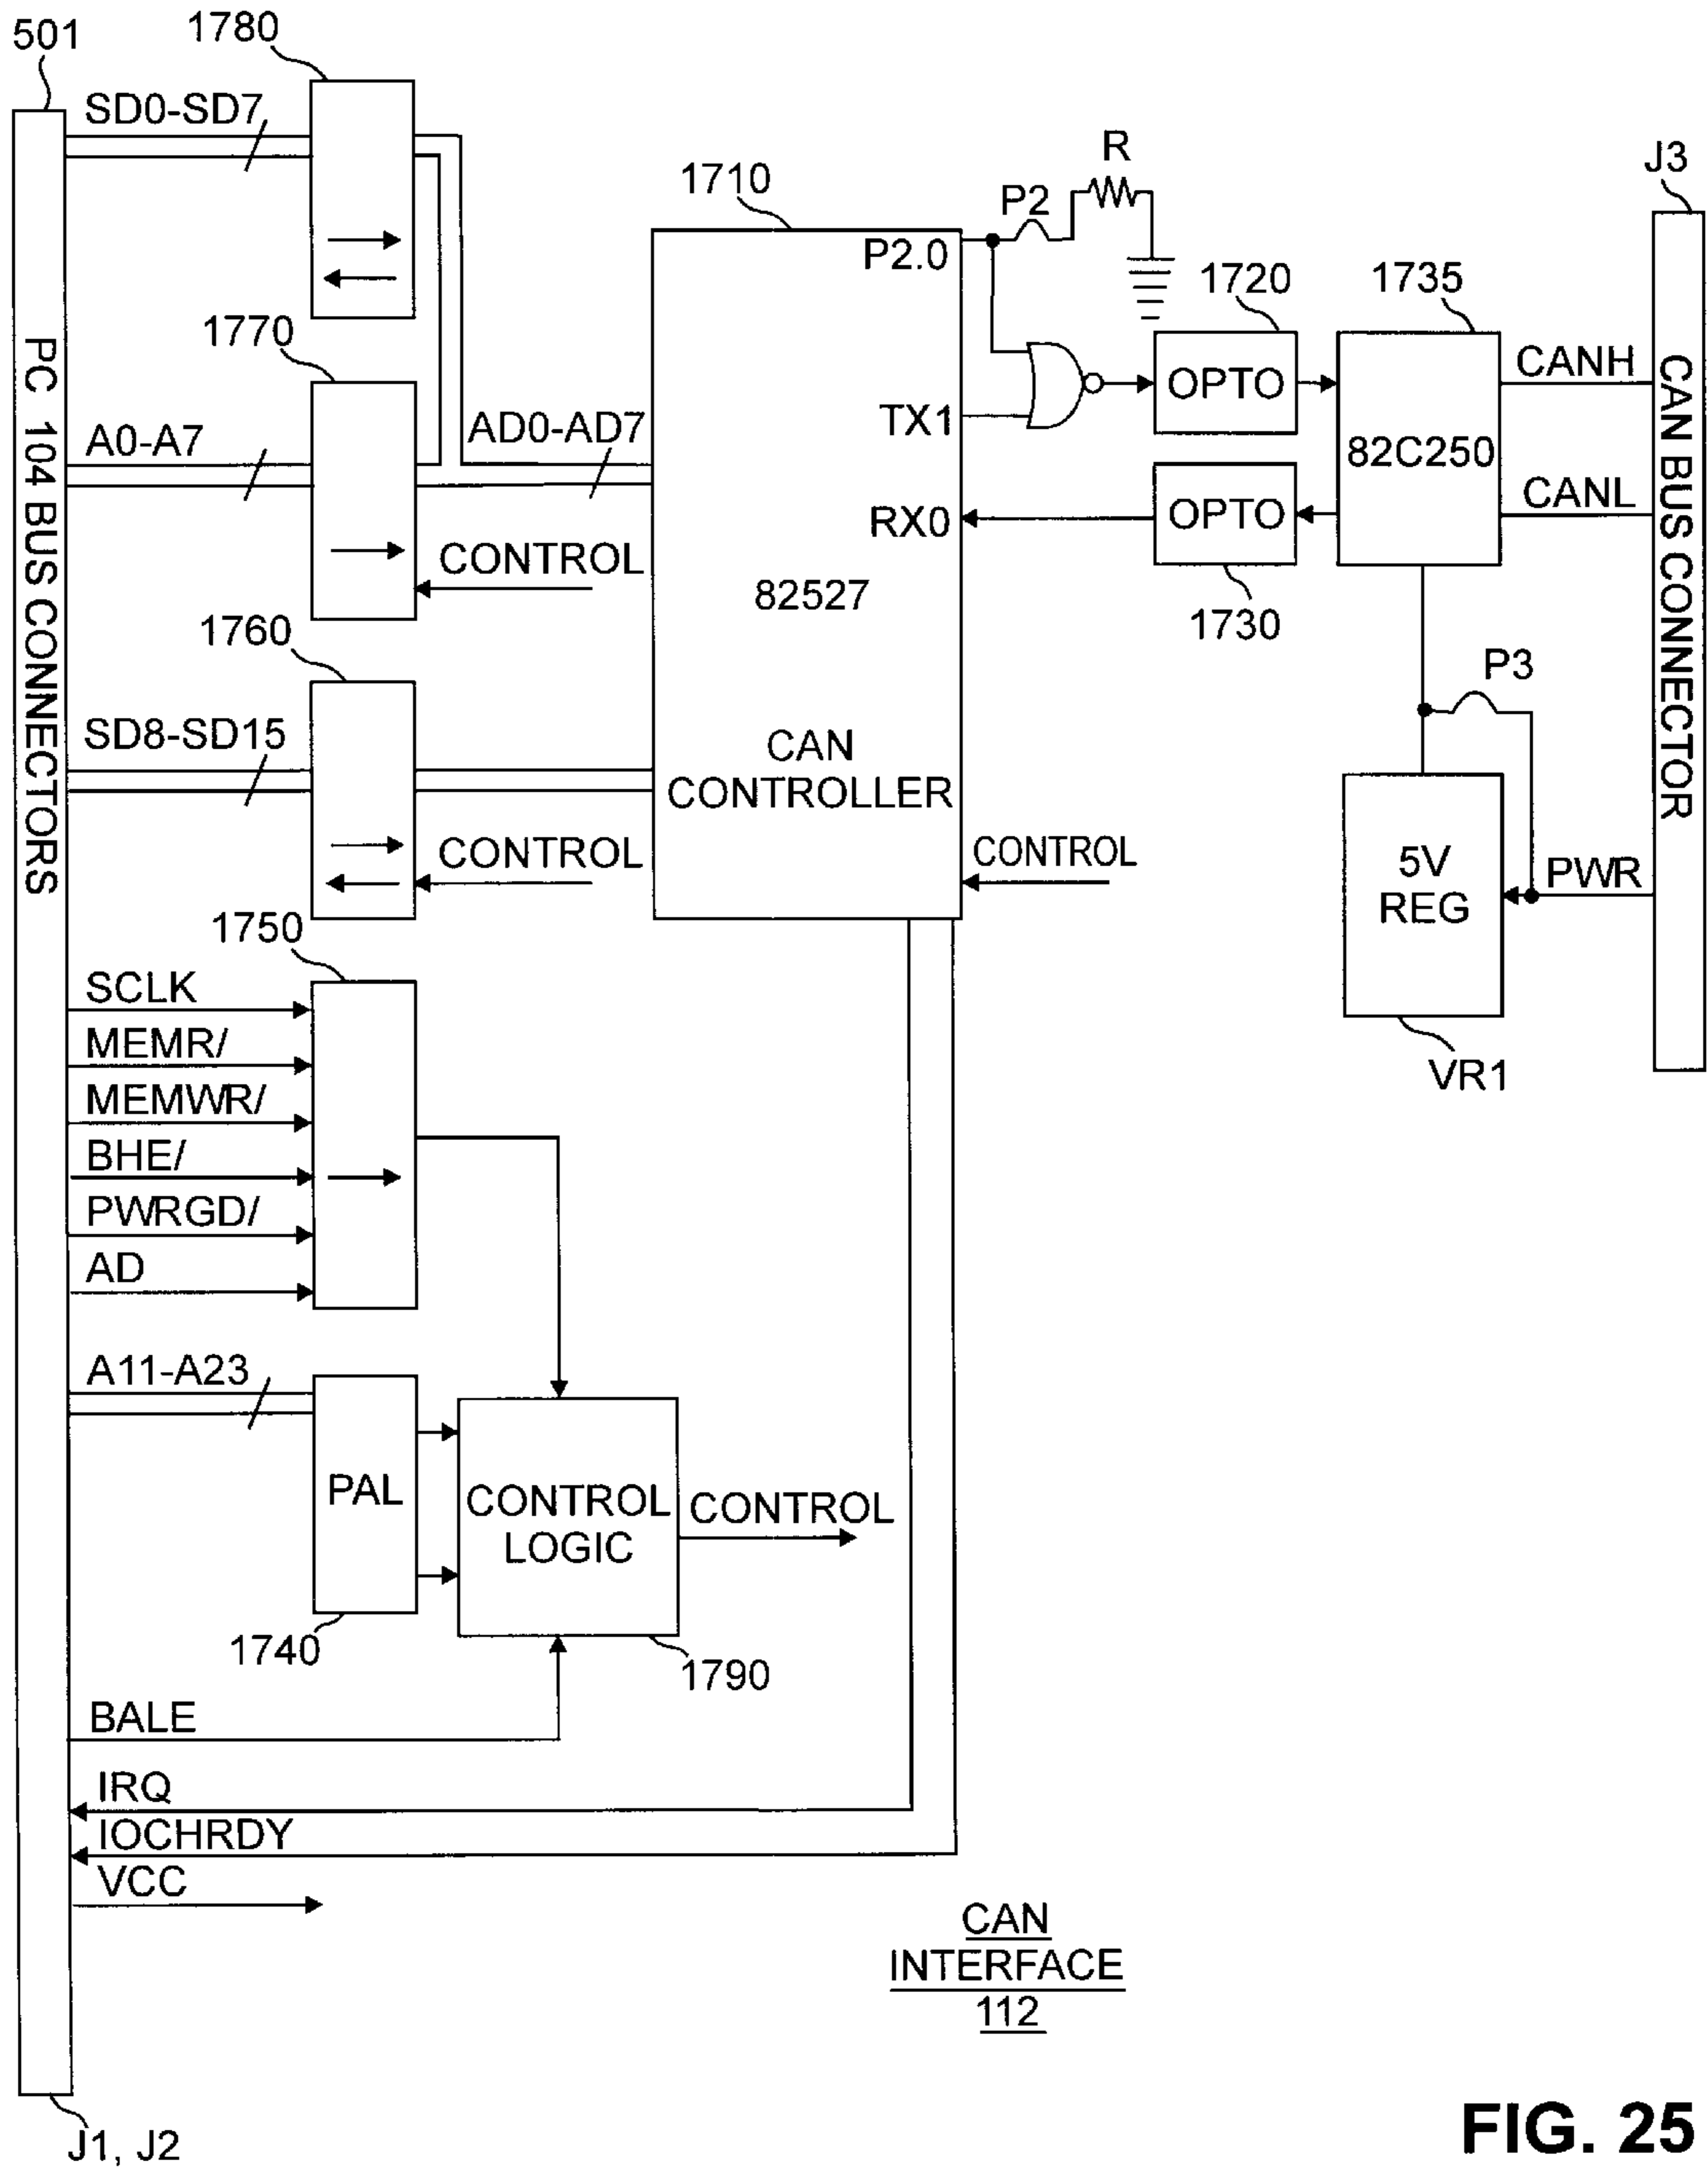 501
1780
SD0-SD7
1710
P2
R
J3
P2.0
1720
1735
1770
A0-A7
AD0-AD7
TX1
OPTO
82C250
CANH
CANL
RX0
OPTO
1730
CONTROL
82527
PC 104 BUS CONNECTORS
CAN BUS CONNECTOR
1760
SD8-SD15
CAN
CONTROLLER
CONTROL
CONTROL
P3
5V
REG
PWR
VR1
1750
SCLK
MEMR/
MEMWR/
BHE/
PWRGD/
AD
A11-A23
PAL
CONTROL
LOGIC
CONTROL
1740
1790
BALE
IRQ
IOCHRDY
VCC
CAN
INTERFACE
112
J1, J2
FIG. 25